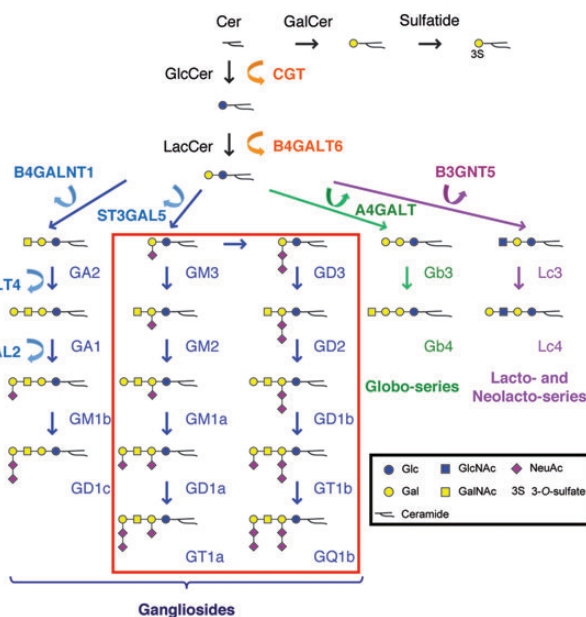 Cer GalCer Sulfatide
3S
GlcCer CGT
LacCer B4GALT6
B4GALNT1 B3GNT5
ST3GAL5 A4GALT
LT4 GA2 GM3 GD3 Gb3 Lc3
AL2 GA1 GM2 GD2 Gb4 Lc4
GM1b GM1a GD1b Globo-series Lacto- and
Neolacto-series
GD1c GD1a GT1b
GT1a GQ1b
Glc GlcNAc NeuAc
Gal GalNAc 3S 3-O-sulfate
Ceramide
Gangliosides